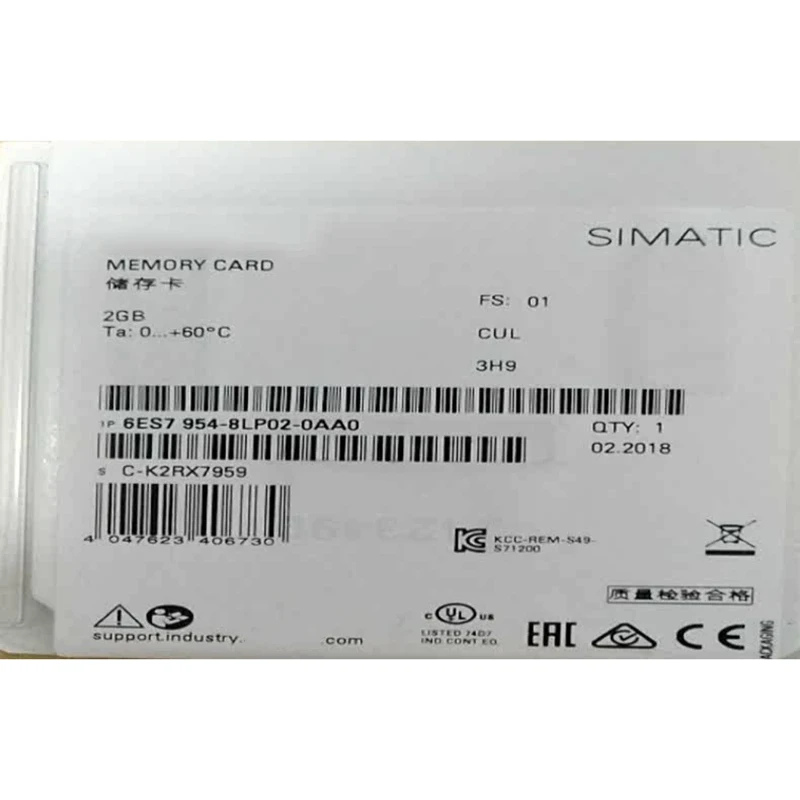 SIMATIC
MEMORY CARD
储存卡
2GB
Ta: 0...+60°C
FS: 01
CUL
3H9
1P 6ES7 954-8LP02-0AA0
QTY: 1
02.2018
S C-K2RX7959
4 047623 406730
KCC-REM-S49-
S71200
质量检验合格
support.industry. .com
C UL US
LISTED 74D7
IND.CONT.EQ.
EAC
CE